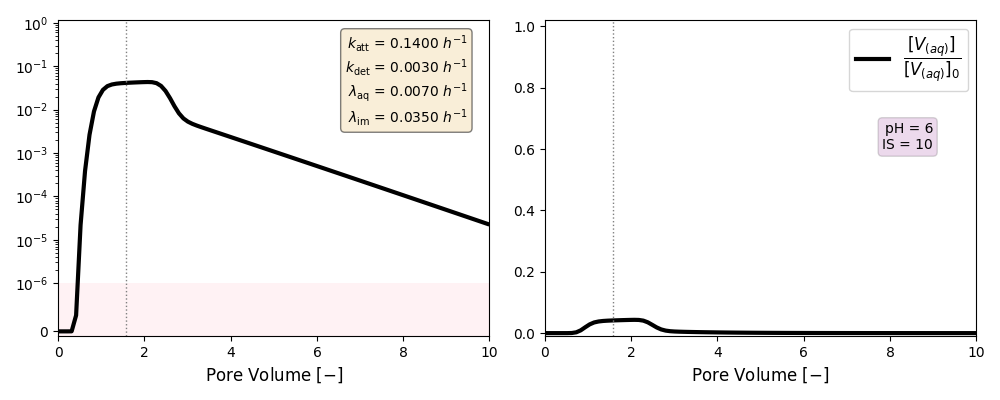 10⁰
10⁻¹
10⁻²
10⁻³
10⁻⁴
10⁻⁵
10⁻⁶
0
0 2 4 6 8 10
Pore Volume [−]
k_att = 0.1400 h⁻¹
k_det = 0.0030 h⁻¹
λ_aq = 0.0070 h⁻¹
λ_im = 0.0350 h⁻¹
1.0
0.8
0.6
0.4
0.2
0.0
0 2 4 6 8 10
Pore Volume [−]
[V_(aq)]
[V_(aq)]₀
pH = 6
IS = 10